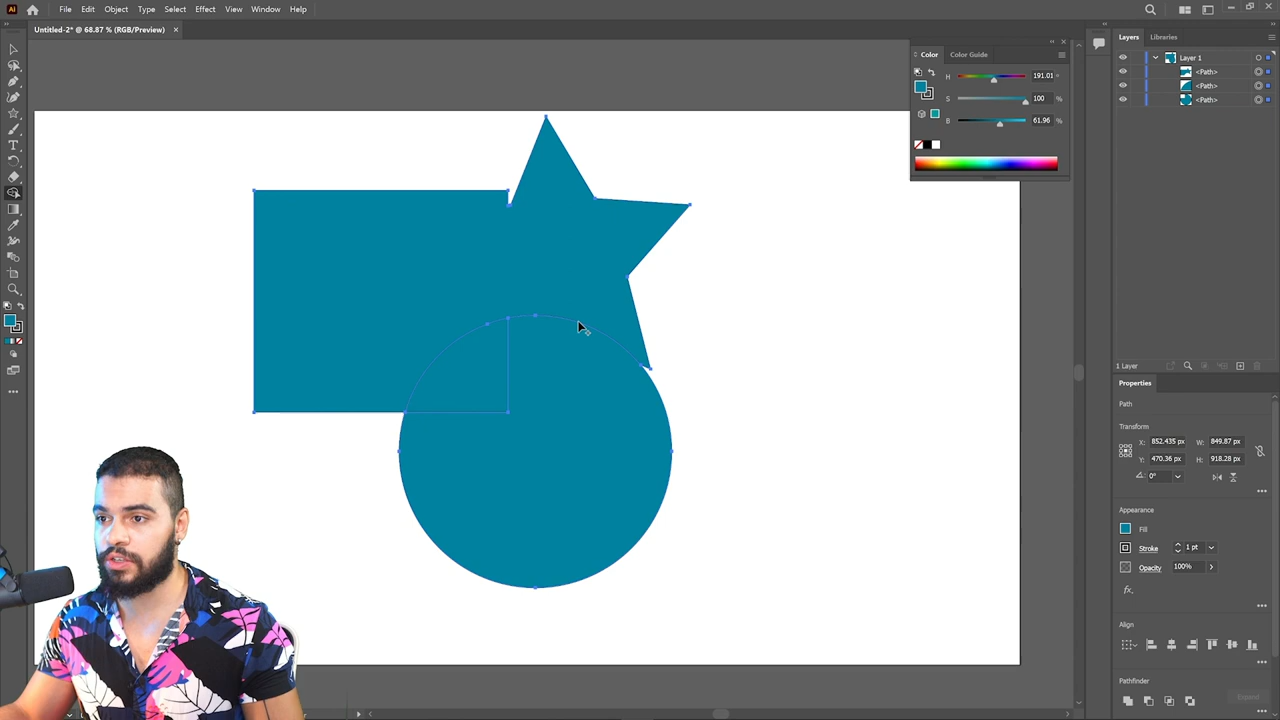 Ai File Edit Object Type Select Effect View Window Help
Untitled-2* @ 68.87 % (RGB/Preview) ×
Color Color Guide
H 191.01 °
S 100 %
B 61.96 %
Layers Libraries
Layer 1
<Path>
<Path>
<Path>
1 Layer
Properties
Path
Transform
X: 852.435 px W: 849.87 px
Y: 470.36 px H: 918.28 px
0°
Appearance
Fill
Stroke 1 pt
Opacity 100%
fx.
Align
Pathfinder
Expand